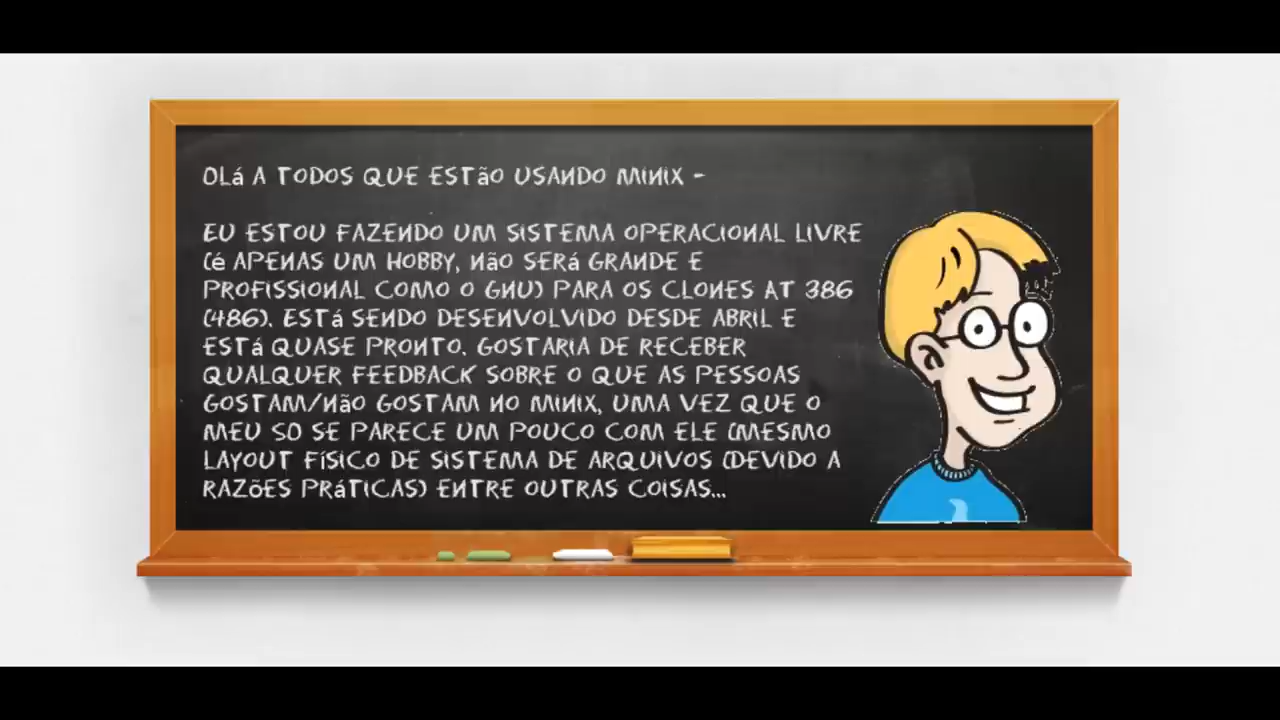 OLá A TODOS QUE ESTãO USANDO MINIX -
EU ESTOU FAZENDO UM SISTEMA OPERACIONAL LIVRE
(é APENAS UM HOBBY, NãO SERá GRANDE E
PROFISSIONAL COMO O GNU) PARA OS CLONES AT 386
(486). ESTá SENDO DESENVOLVIDO DESDE ABRIL E
ESTá QUASE PRONTO. GOSTARIA DE RECEBER
QUALQUER FEEDBACK SOBRE O QUE AS PESSOAS
GOSTAM/NãO GOSTAM NO MINIX, UMA VEZ QUE O
MEU SO SE PARECE UM POUCO COM ELE (MESMO
LAYOUT FíSICO DE SISTEMA DE ARQUIVOS (DEVIDO A
RAZõES PRáTICAS) ENTRE OUTRAS COISAS...